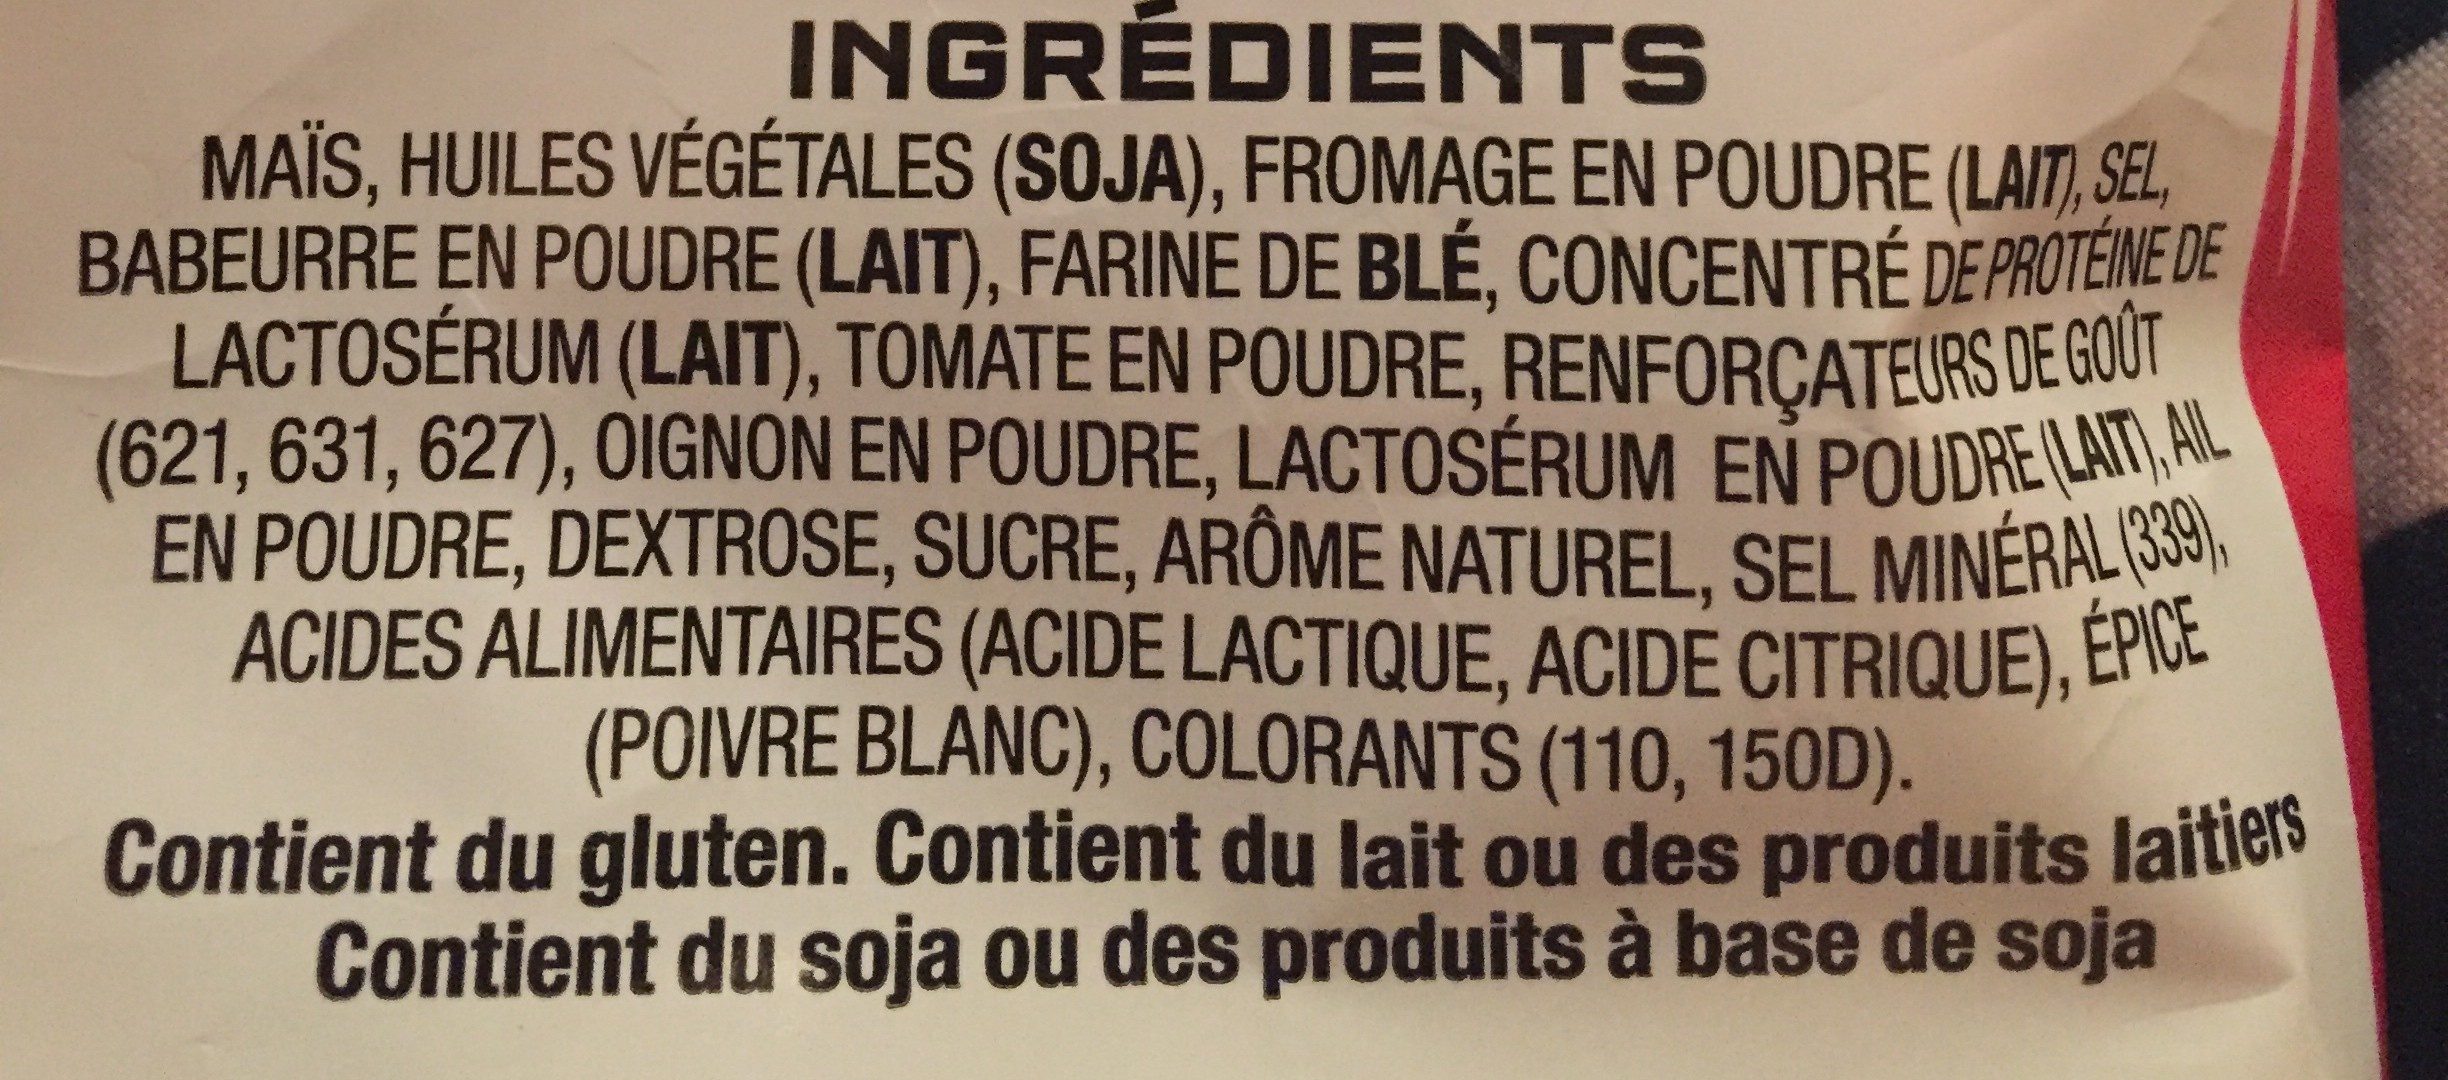 INGRÉDIENTS
MAÏS, HUILES VÉGÉTALES (SOJA), FROMAGE EN POUDRE (LAIT), SEL,
BABEURRE EN POUDRE (LAIT), FARINE DE BLÉ, CONCENTRÉ DE PROTÉINE DE
LACTOSÉRUM (LAIT), TOMATE EN POUDRE, RENFORÇATEURS DE GOÛT
(621, 631, 627), OIGNON EN POUDRE, LACTOSÉRUM EN POUDRE (LAIT), AIL
EN POUDRE, DEXTROSE, SUCRE, ARÔME NATUREL, SEL MINÉRAL (339),
ACIDES ALIMENTAIRES (ACIDE LACTIQUE, ACIDE CITRIQUE), ÉPICE
(POIVRE BLANC), COLORANTS (110, 150D).
Contient du gluten. Contient du lait ou des produits laitiers
Contient du soja ou des produits à base de soja